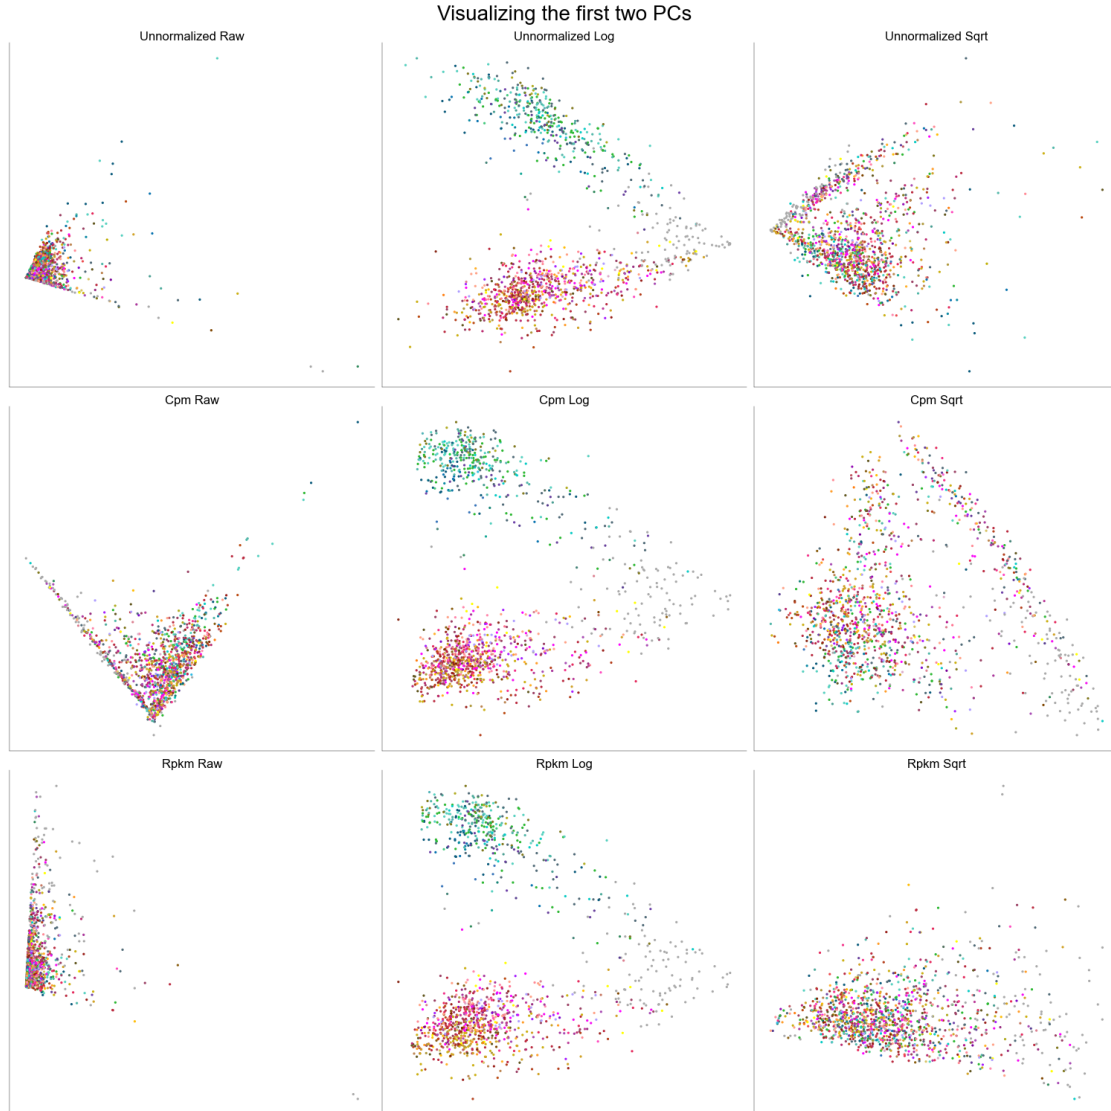 Visualizing the first two PCs
Unnormalized Raw
Unnormalized Log
Unnormalized Sqrt
Cpm Raw
Cpm Log
Cpm Sqrt
Rpkm Raw
Rpkm Log
Rpkm Sqrt